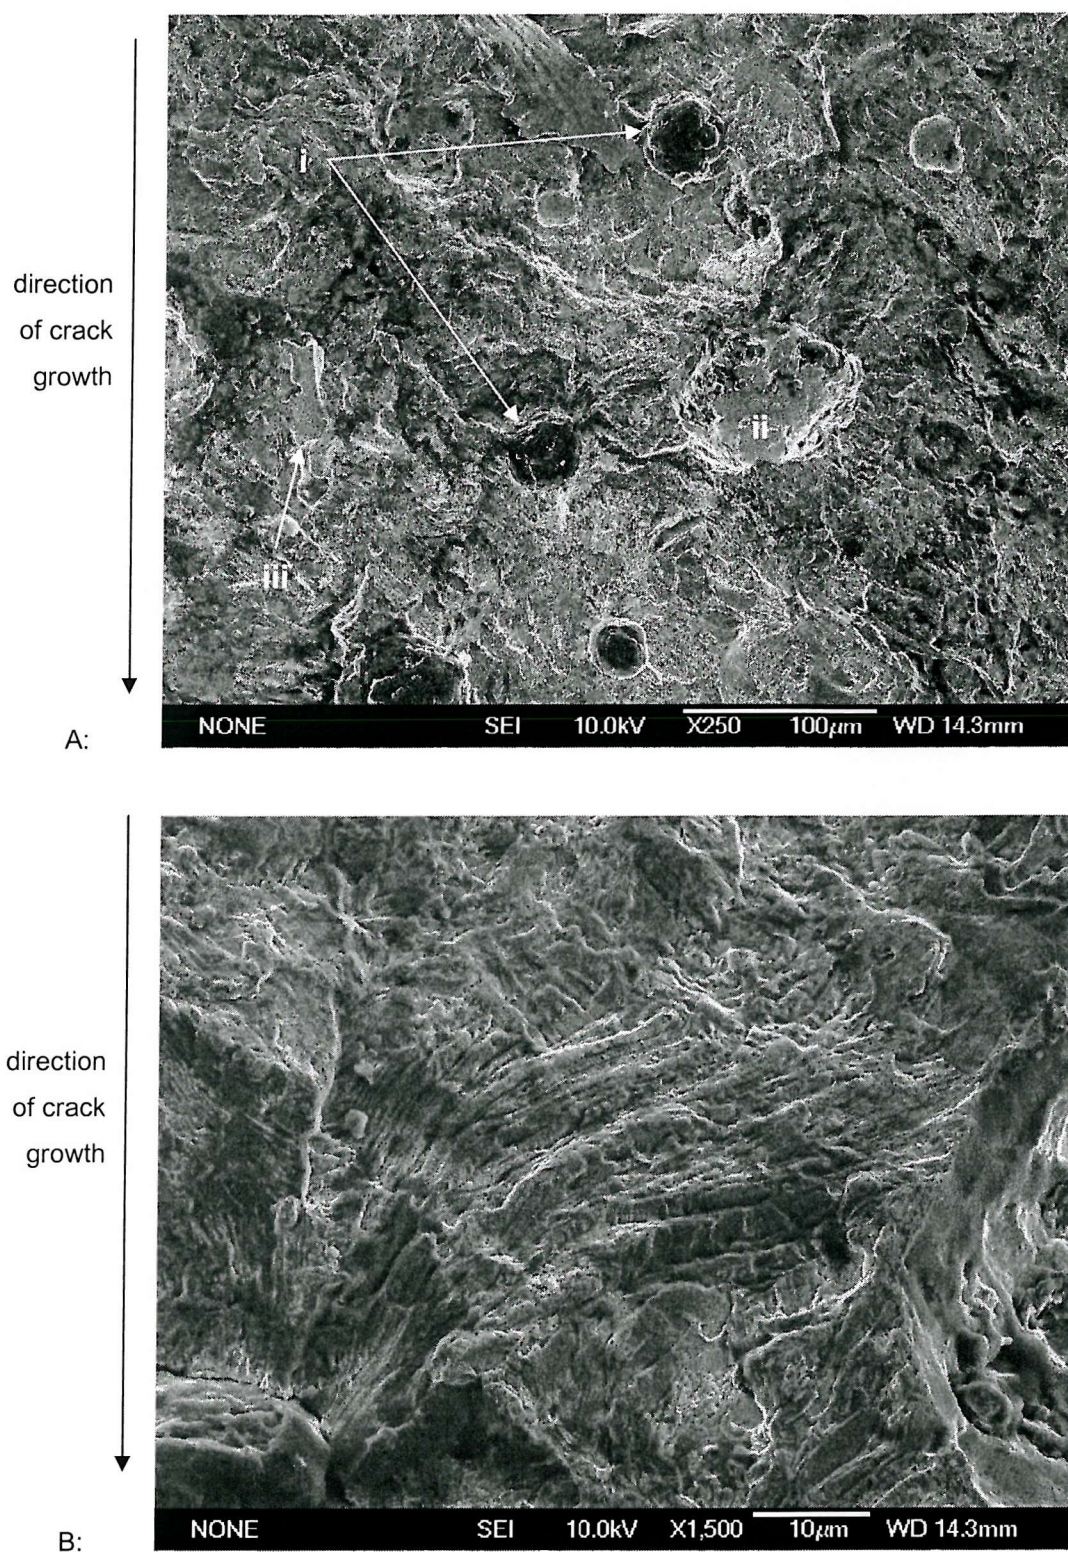 i
direction
of crack
growth
ii
iii
NONE SEI 10.0kV X250 100μm WD 14.3mm
A:
direction
of crack
growth
NONE SEI 10.0kV X1,500 10μm WD 14.3mm
B: